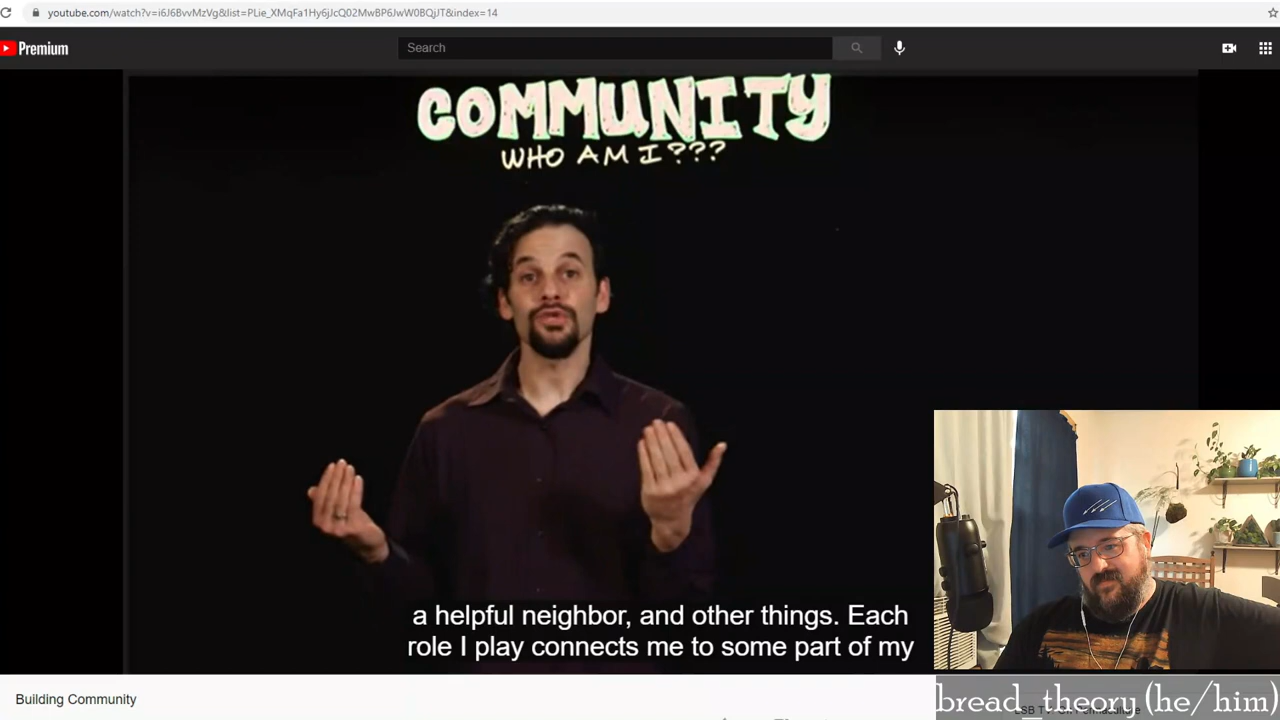 youtube.com/watch?v=i6J6BvvMzVg&list=PLie_XMqFa1Hy6jJcQ02MwBP6JwW0BQjJT&index=14
Premium
Search
COMMUNITY
WHO AM I???
a helpful neighbor, and other things. Each
role I play connects me to some part of my
Building Community
bread_theory (he/him)